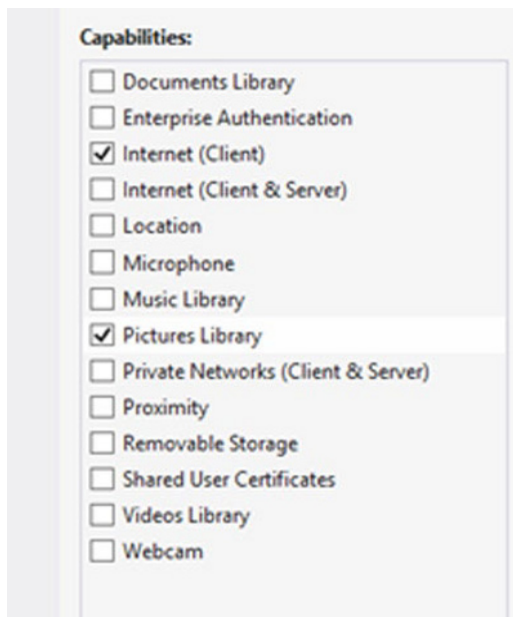 Capabilities:
Documents Library
Enterprise Authentication
Internet (Client)
Internet (Client & Server)
Location
Microphone
Music Library
Pictures Library
Private Networks (Client & Server)
Proximity
Removable Storage
Shared User Certificates
Videos Library
Webcam